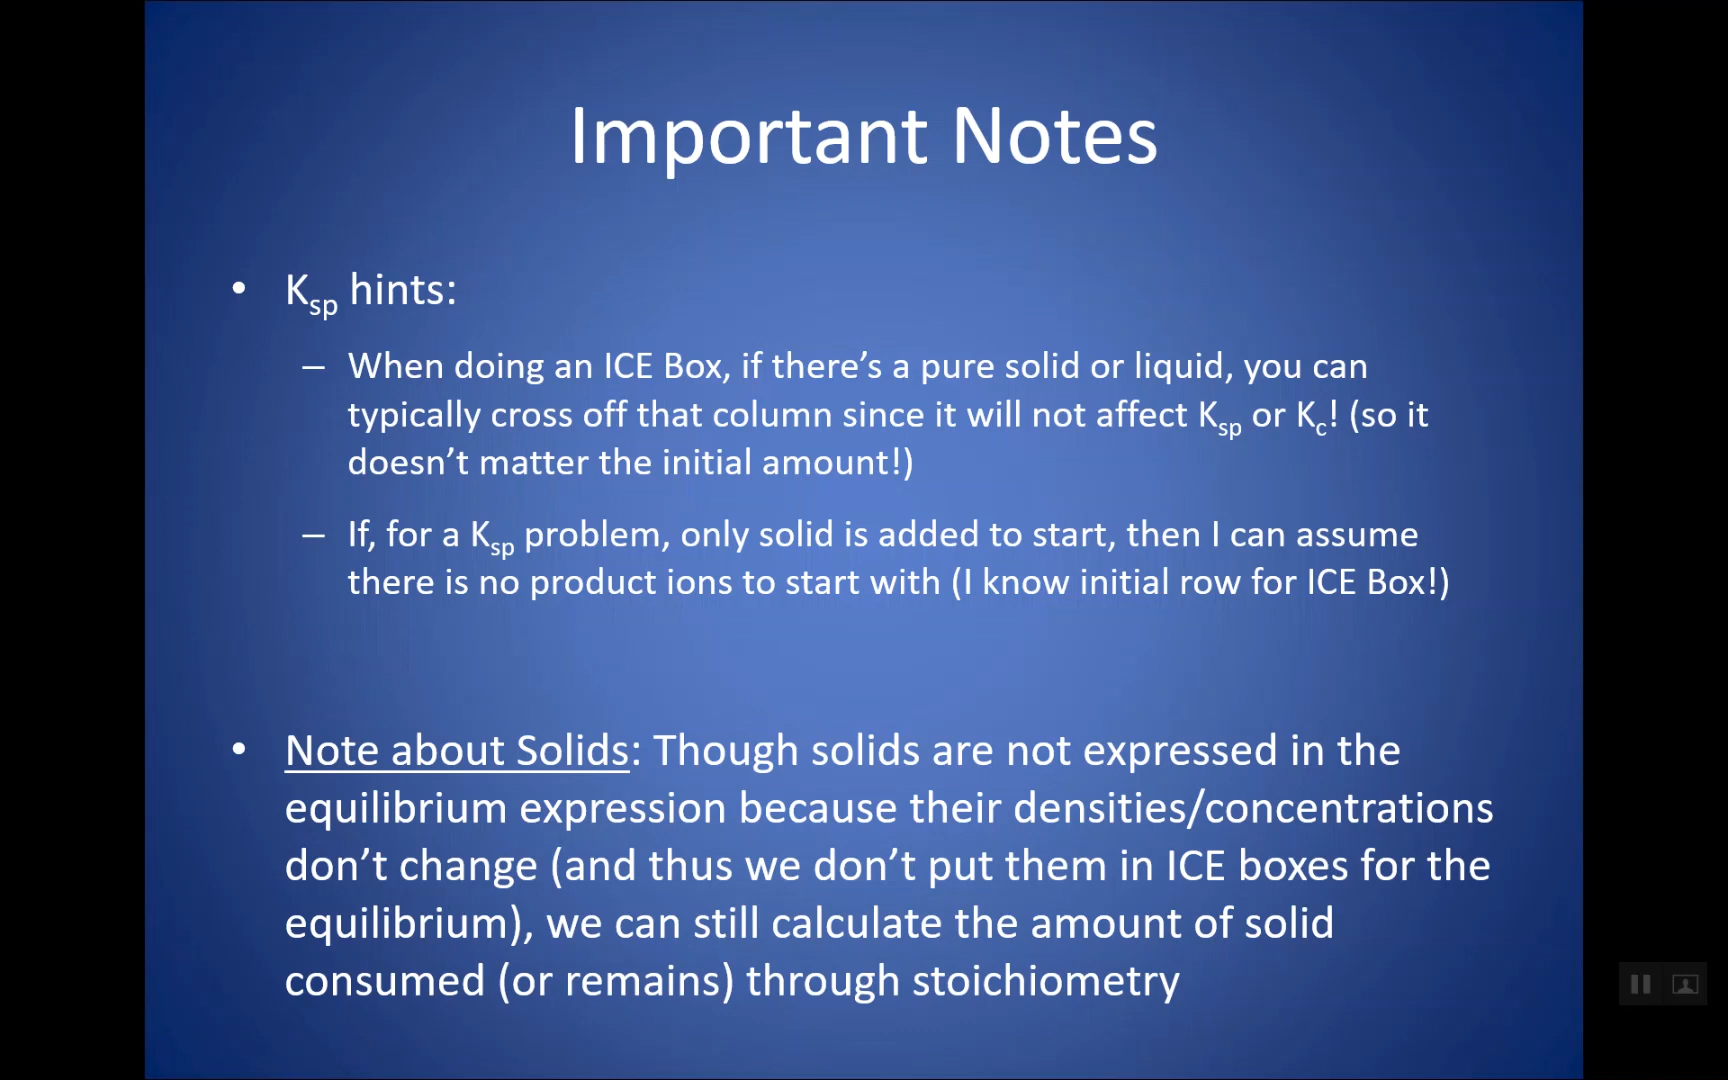 Important Notes
• Ksp hints:
– When doing an ICE Box, if there’s a pure solid or liquid, you can
typically cross off that column since it will not affect Ksp or Kc! (so it
doesn’t matter the initial amount!)
– If, for a Ksp problem, only solid is added to start, then I can assume
there is no product ions to start with (I know initial row for ICE Box!)
• Note about Solids: Though solids are not expressed in the
equilibrium expression because their densities/concentrations
don’t change (and thus we don’t put them in ICE boxes for the
equilibrium), we can still calculate the amount of solid
consumed (or remains) through stoichiometry